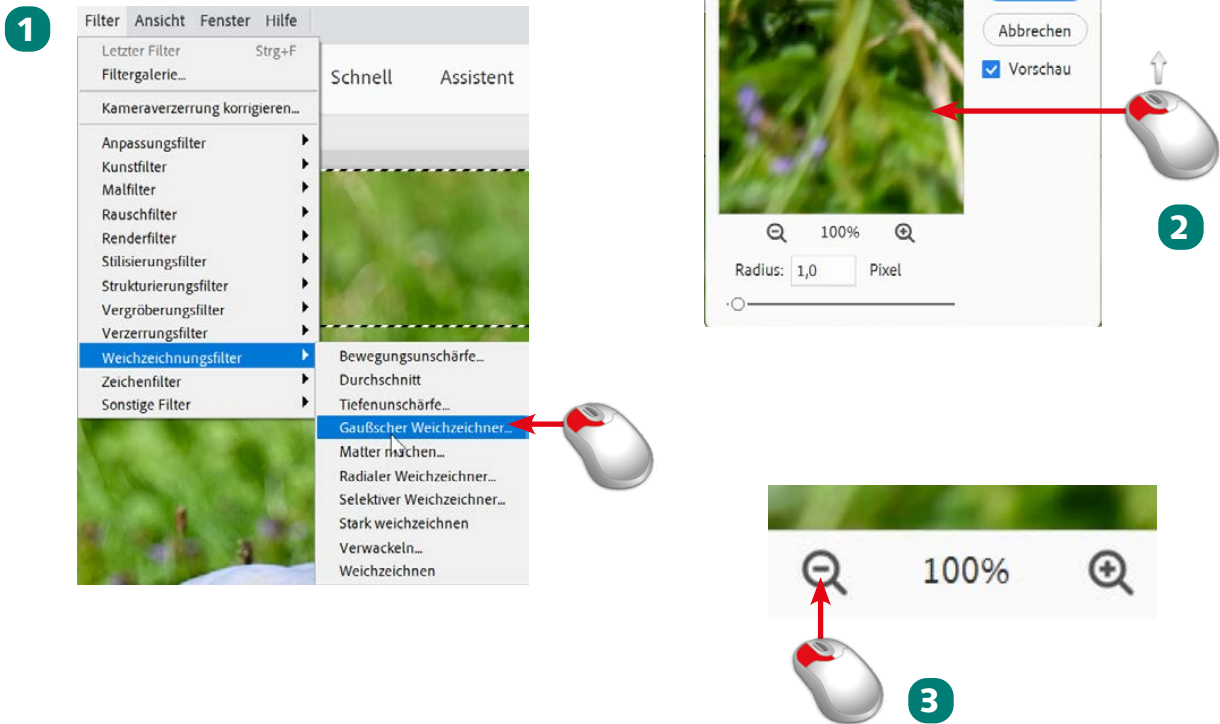 1
Filter Ansicht Fenster Hilfe
Letzter Filter Strg+F
Filtergalerie...
Kameraverzerrung korrigieren...
Anpassungsfilter
Kunstfilter
Malfilter
Rauschfilter
Renderfilter
Stilisierungsfilter
Strukturierungsfilter
Vergröberungsfilter
Verzerrungsfilter
Weichzeichnungsfilter
Zeichenfilter
Sonstige Filter
Schnell Assistent
Bewegungsunschärfe...
Durchschnitt
Tiefenunschärfe...
Gaußscher Weichzeichner...
Matter machen...
Radialer Weichzeichner...
Selektiver Weichzeichner...
Stark weichzeichnen
Verwackeln...
Weichzeichnen
Abbrechen
Vorschau
2
100%
Radius: 1,0 Pixel
100%
3